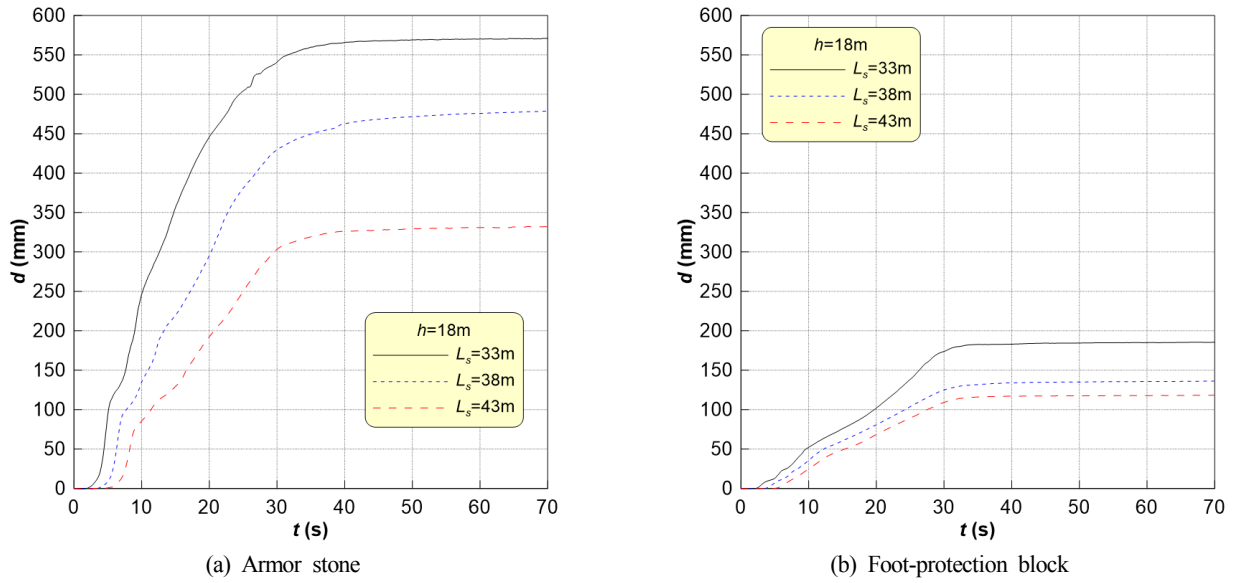 600
550
500
450
400
350
300
250
200
150
100
50
0
d (mm)
h=18m
Ls=33m
Ls=38m
Ls=43m
0 10 20 30 40 50 60 70
t (s)
(a) Armor stone
600
550
500
450
400
350
300
250
200
150
100
50
0
d (mm)
h=18m
Ls=33m
Ls=38m
Ls=43m
0 10 20 30 40 50 60 70
t (s)
(b) Foot-protection block